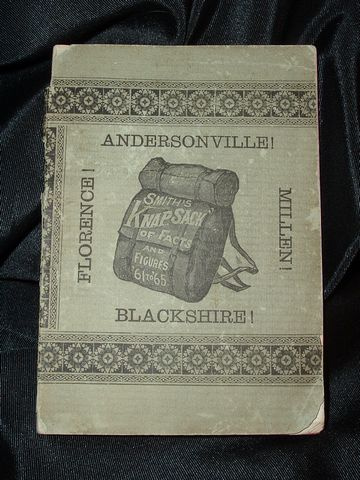 ANDERSONVILLE!
FLORENCE!
SMITH'S
KNAPSACK
OF FACTS
AND
FIGURES
61 TO 65
MILLEN!
BLACKSHIRE!